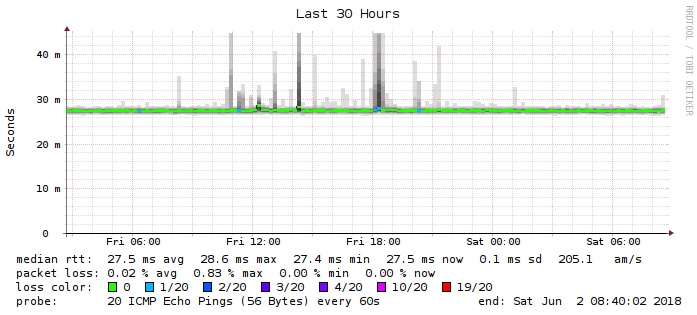 Last 30 Hours
RRDTOOL / TOBI OETIKER
Seconds
40 m
30 m
20 m
10 m
0
Fri 06:00 Fri 12:00 Fri 18:00 Sat 00:00 Sat 06:00
median rtt: 27.5 ms avg 28.6 ms max 27.4 ms min 27.5 ms now 0.1 ms sd 205.1 am/s
packet loss: 0.02 % avg 0.83 % max 0.00 % min 0.00 % now
loss color: 0 1/20 2/20 3/20 4/20 10/20 19/20
probe: 20 ICMP Echo Pings (56 Bytes) every 60s end: Sat Jun 2 08:40:02 2018